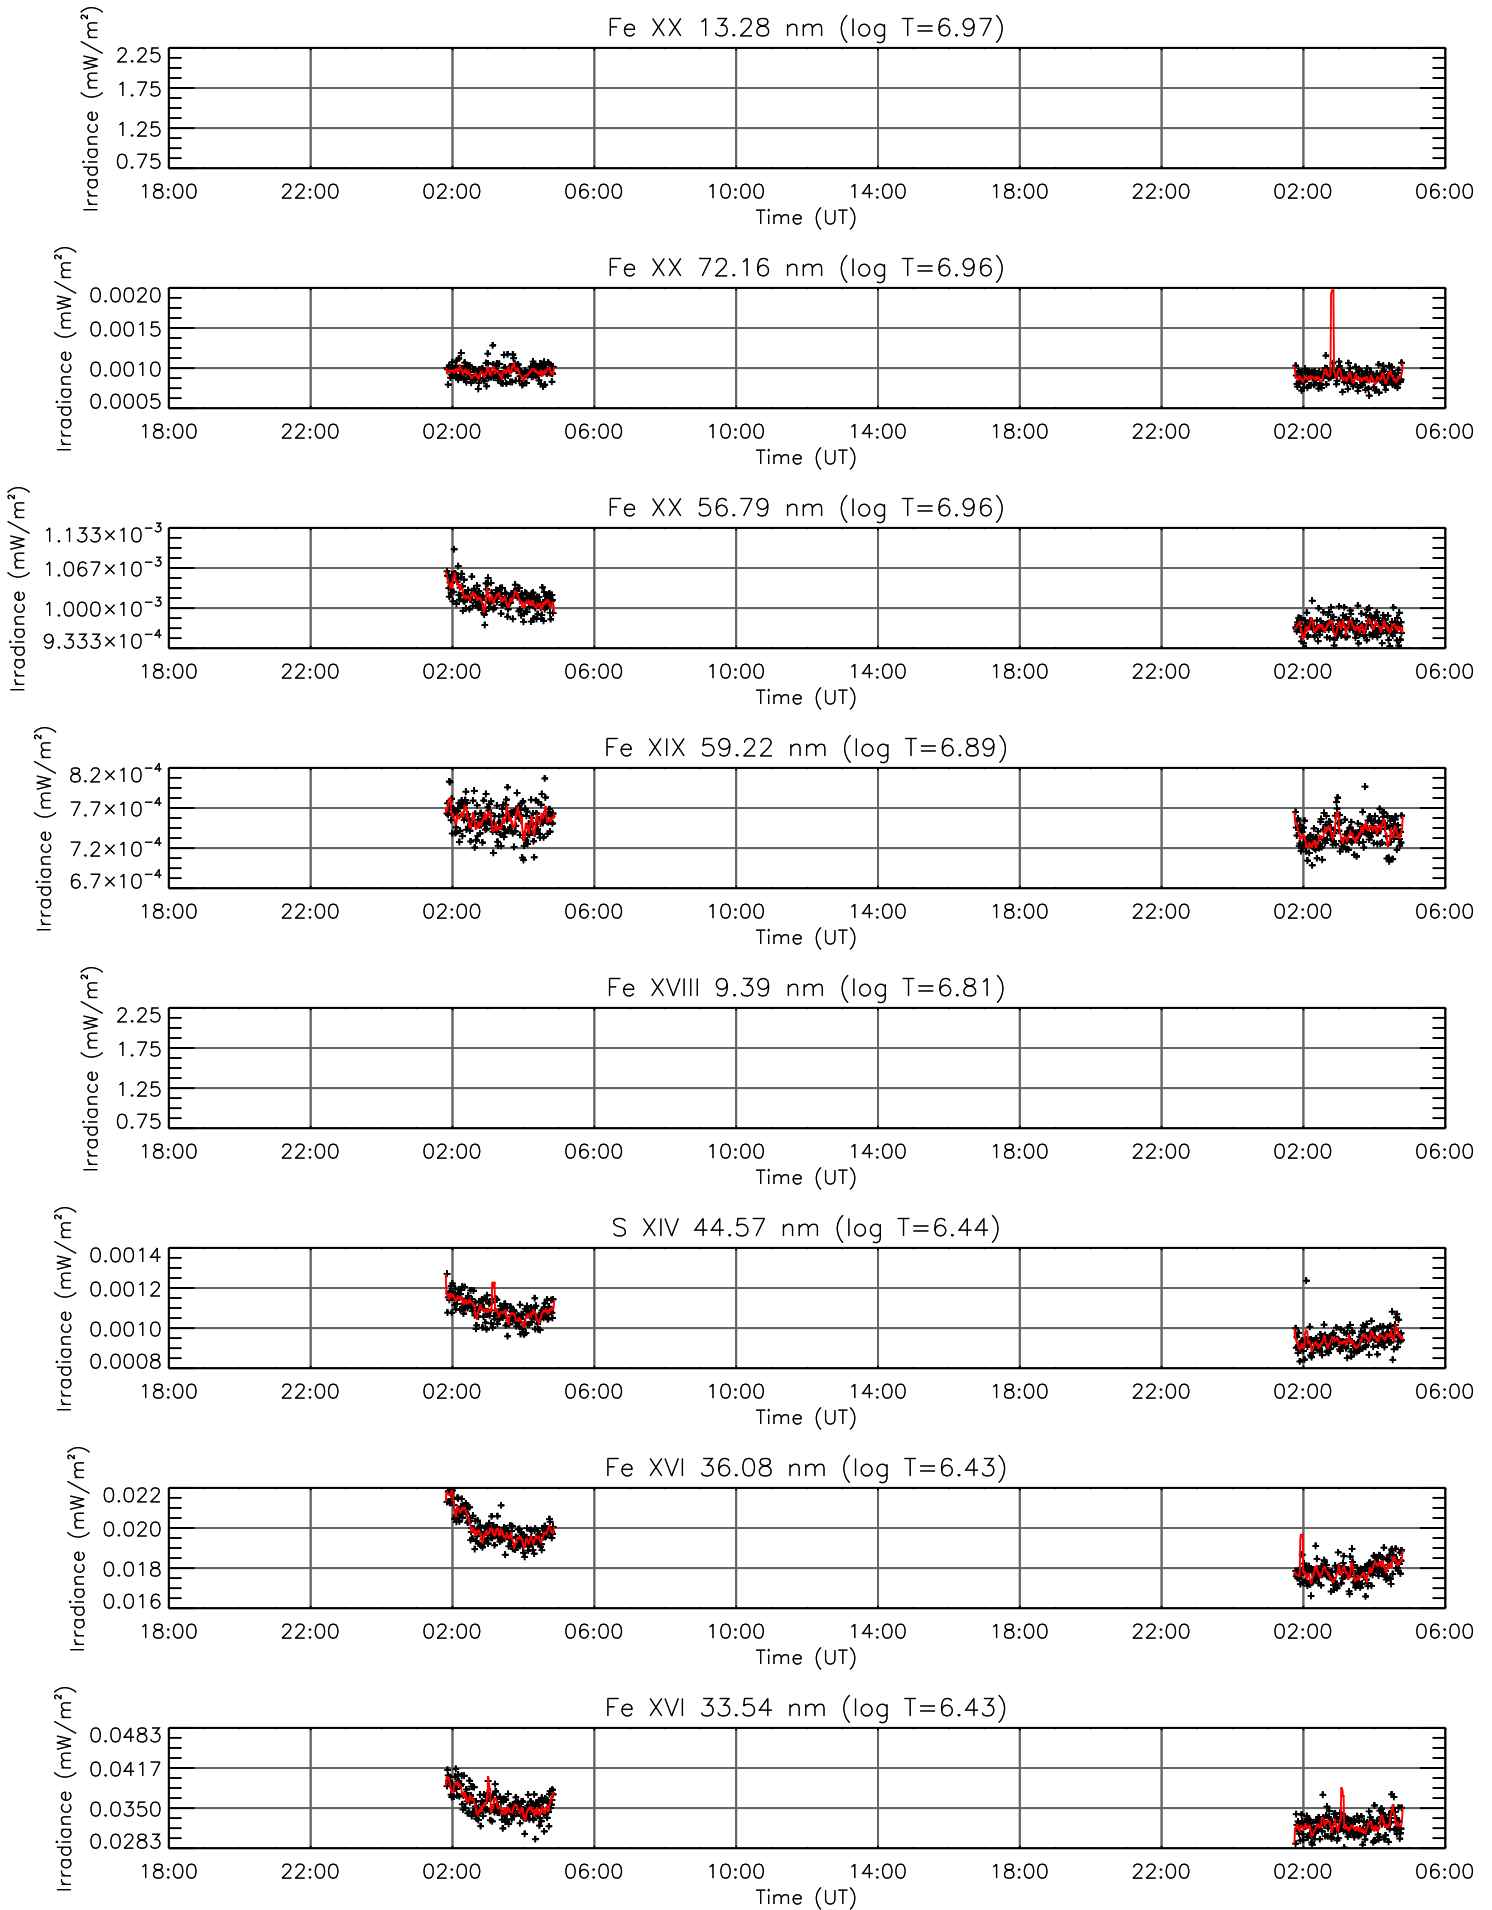 Fe XX 13.28 nm (log T=6.97)
Irradiance (mW/m²)
2.25
1.75
1.25
0.75
18:00 22:00 02:00 06:00 10:00 14:00 18:00 22:00 02:00 06:00
Time (UT)
Fe XX 72.16 nm (log T=6.96)
Irradiance (mW/m²)
0.0020
0.0015
0.0010
0.0005
18:00 22:00 02:00 06:00 10:00 14:00 18:00 22:00 02:00 06:00
Time (UT)
Fe XX 56.79 nm (log T=6.96)
Irradiance (mW/m²)
1.133×10⁻³
1.067×10⁻³
1.000×10⁻³
9.333×10⁻⁴
18:00 22:00 02:00 06:00 10:00 14:00 18:00 22:00 02:00 06:00
Time (UT)
Fe XIX 59.22 nm (log T=6.89)
Irradiance (mW/m²)
8.2×10⁻⁴
7.7×10⁻⁴
7.2×10⁻⁴
6.7×10⁻⁴
18:00 22:00 02:00 06:00 10:00 14:00 18:00 22:00 02:00 06:00
Time (UT)
Fe XVIII 9.39 nm (log T=6.81)
Irradiance (mW/m²)
2.25
1.75
1.25
0.75
18:00 22:00 02:00 06:00 10:00 14:00 18:00 22:00 02:00 06:00
Time (UT)
S XIV 44.57 nm (log T=6.44)
Irradiance (mW/m²)
0.0014
0.0012
0.0010
0.0008
18:00 22:00 02:00 06:00 10:00 14:00 18:00 22:00 02:00 06:00
Time (UT)
Fe XVI 36.08 nm (log T=6.43)
Irradiance (mW/m²)
0.022
0.020
0.018
0.016
18:00 22:00 02:00 06:00 10:00 14:00 18:00 22:00 02:00 06:00
Time (UT)
Fe XVI 33.54 nm (log T=6.43)
Irradiance (mW/m²)
0.0483
0.0417
0.0350
0.0283
18:00 22:00 02:00 06:00 10:00 14:00 18:00 22:00 02:00 06:00
Time (UT)